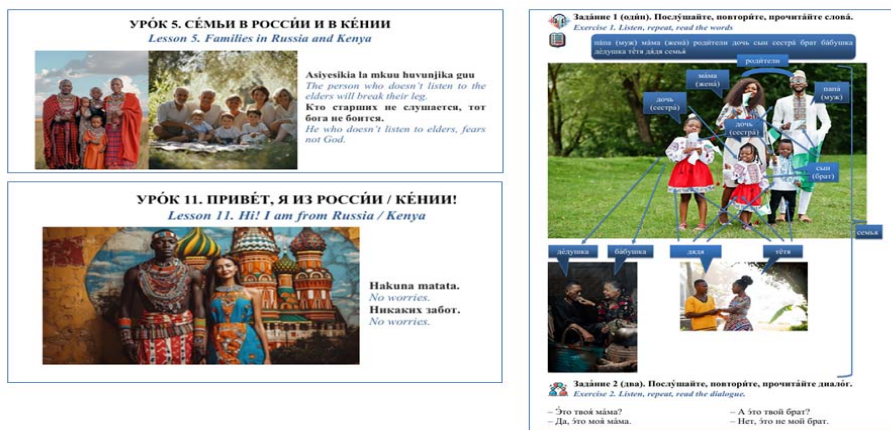 УРО́К 5. СЕ́МЬИ В РОССИ́И И В КЕ́НИИ
Lesson 5. Families in Russia and Kenya
Asiyesikia la mkuu huvunjika guu
The person who doesn't listen to the
elders will break their leg.
Кто старших не слушается, тот
бога не боится.
He who doesn't listen to elders, fears
not God.
УРО́К 11. ПРИВЕ́Т, Я ИЗ РОССИ́И / КЕ́НИИ!
Lesson 11. Hi! I am from Russia / Kenya
Hakuna matata.
No worries.
Никаких забот.
No worries.
Зада́ние 1 (оди́н). Послу́шайте, повтори́те, прочита́йте слова́.
Exercise 1. Listen, repeat, read the words
па́па (муж) ма́ма (жена́) роди́тели дочь сын сестра́ брат ба́бушка
де́душка тётя дя́дя семья́
роди́тели
ма́ма
(жена́)
папа
(муж)
дочь
(сестра́)
дочь
(сестра́)
сын
(брат)
семья
де́душка
ба́бушка
дядя
тётя
Зада́ние 2 (два). Послу́шайте, повтори́те, прочита́йте диало́г.
Exercise 2. Listen, repeat, read the dialogue.
– Э́то твоя́ ма́ма?
– Да, э́то моя́ ма́ма.
– А э́то твой брат?
– Нет, э́то не мой брат.